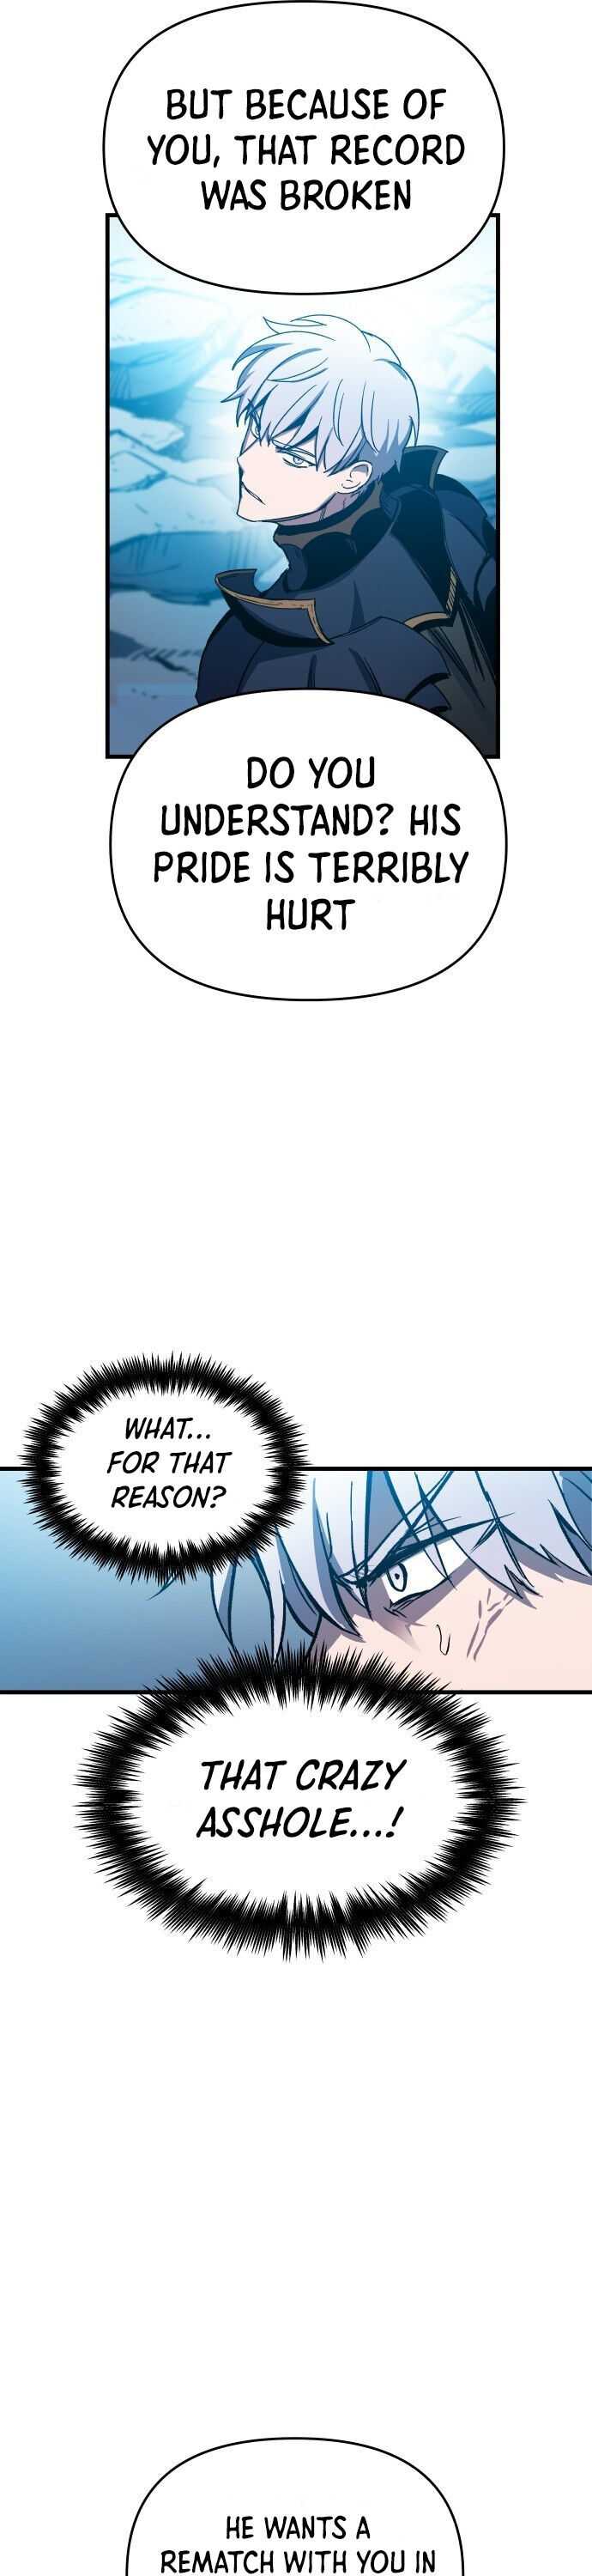 BUT BECAUSE OF
YOU, THAT RECORD
WAS BROKEN
DO YOU
UNDERSTAND? HIS
PRIDE IS TERRIBLY
HURT
WHAT...
FOR THAT
REASON?
THAT CRAZY
ASSHOLE...!
HE WANTS A
REMATCH WITH YOU IN